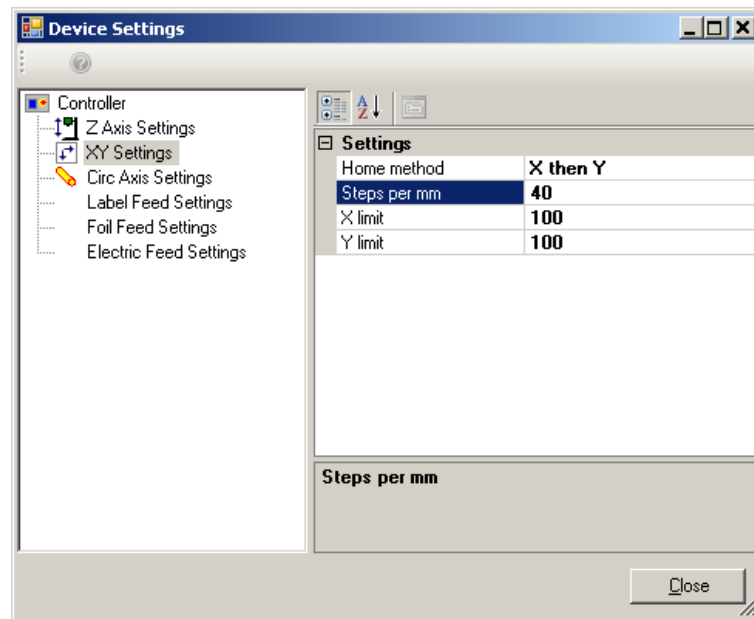 Device Settings
Controller
Z Axis Settings
XY Settings
Circ Axis Settings
Label Feed Settings
Foil Feed Settings
Electric Feed Settings
Settings
Home method X then Y
Steps per mm 40
X limit 100
Y limit 100
Steps per mm
Close